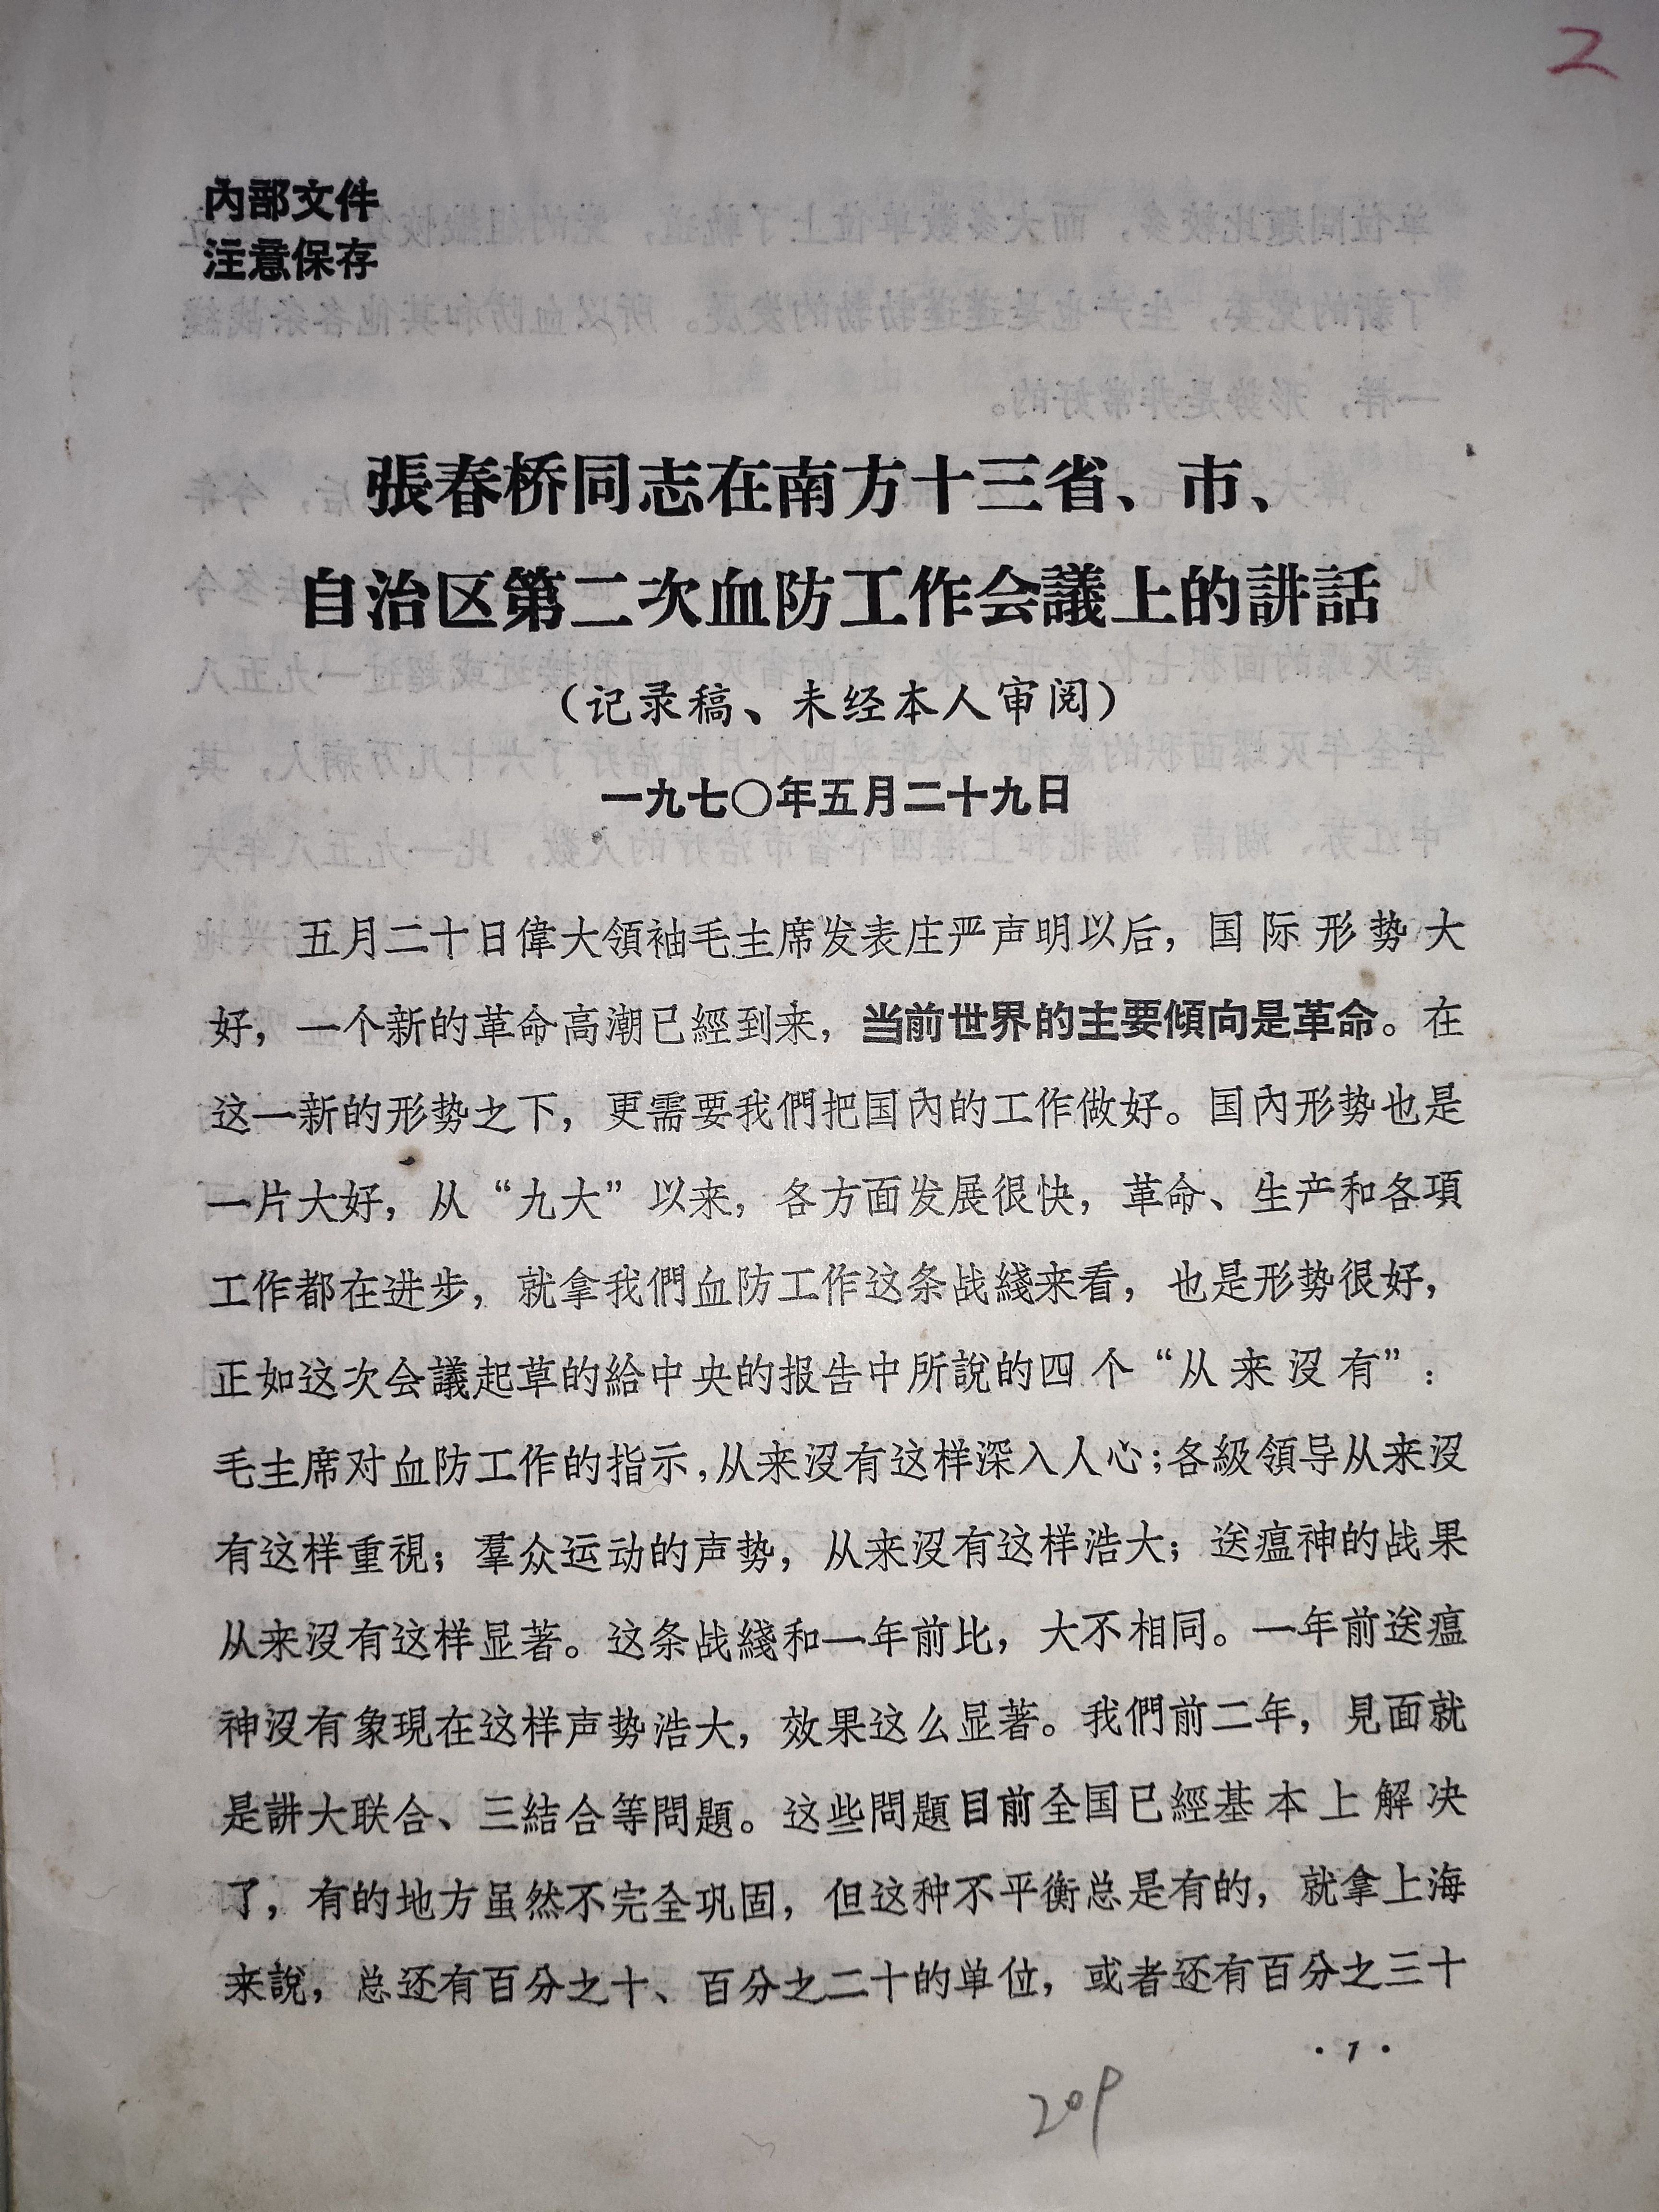 2
內部文件
注意保存
張春桥同志在南方十三省、市、
自治区第二次血防工作会議上的講話
（记录稿、未经本人审阅）
一九七〇年五月二十九日
五月二十日偉大領袖毛主席发表庄严声明以后，国际形势大
好，一个新的革命高潮已經到来，当前世界的主要傾向是革命。在
这一新的形势之下，更需要我們把国內的工作做好。国內形势也是
一片大好，从“九大”以来，各方面发展很快，革命、生产和各項
工作都在进步，就拿我們血防工作这条战綫来看，也是形势很好，
正如这次会議起草的給中央的报告中所說的四个“从来沒有”：
毛主席对血防工作的指示，从来沒有这样深入人心；各級領导从来沒
有这样重視；羣众运动的声势，从来沒有这样浩大；送瘟神的战果
从来沒有这样显著。这条战綫和一年前比，大不相同。一年前送瘟
神沒有象現在这样声势浩大，效果这么显著。我們前二年，見面就
是講大联合、三結合等問題。这些問題目前全国已經基本上解决
了，有的地方虽然不完全巩固，但这种不平衡总是有的，就拿上海
来說，总还有百分之十、百分之二十的单位，或者还有百分之三十
·1·
20P